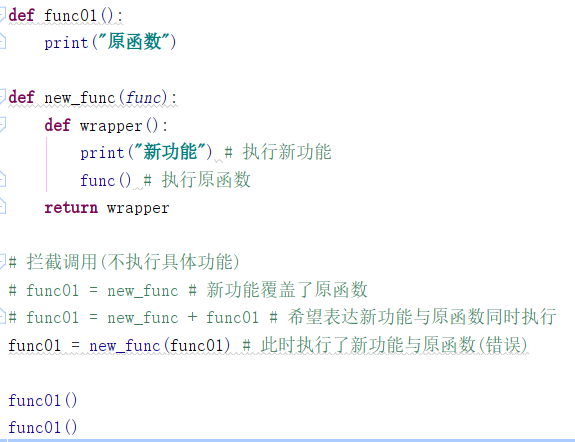 def func01():
    print("原函数")
def new_func(func):
    def wrapper():
        print("新功能") # 执行新功能
        func() # 执行原函数
    return wrapper
# 拦截调用(不执行具体功能)
# func01 = new_func # 新功能覆盖了原函数
# func01 = new_func + func01 # 希望表达新功能与原函数同时执行
func01 = new_func(func01) # 此时执行了新功能与原函数(错误)
func01()
func01()